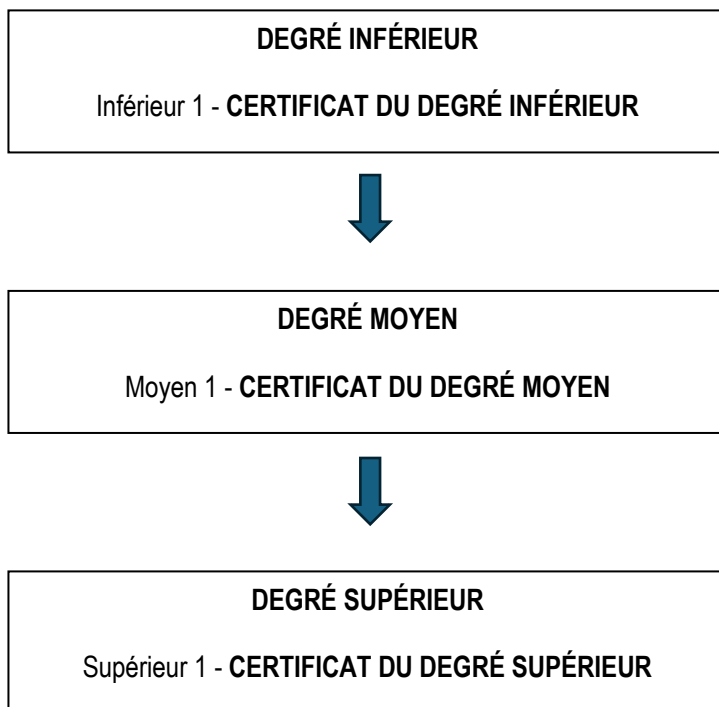 DEGRÉ INFÉRIEUR
Inférieur 1 - CERTIFICAT DU DEGRÉ INFÉRIEUR
DEGRÉ MOYEN
Moyen 1 - CERTIFICAT DU DEGRÉ MOYEN
DEGRÉ SUPÉRIEUR
Supérieur 1 - CERTIFICAT DU DEGRÉ SUPÉRIEUR